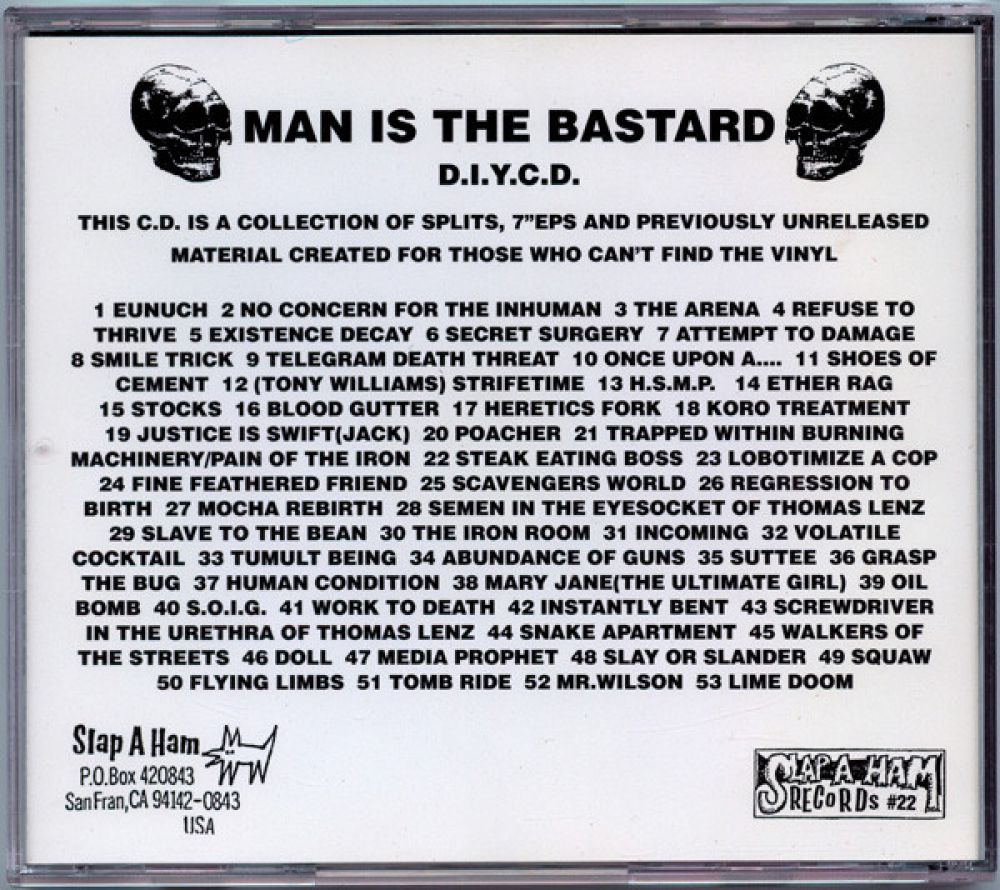 MAN IS THE BASTARD
D.I.Y.C.D.
THIS C.D. IS A COLLECTION OF SPLITS, 7"EPS AND PREVIOUSLY UNRELEASED
MATERIAL CREATED FOR THOSE WHO CAN'T FIND THE VINYL
1 EUNUCH 2 NO CONCERN FOR THE INHUMAN 3 THE ARENA 4 REFUSE TO
THRIVE 5 EXISTENCE DECAY 6 SECRET SURGERY 7 ATTEMPT TO DAMAGE
8 SMILE TRICK 9 TELEGRAM DEATH THREAT 10 ONCE UPON A.... 11 SHOES OF
CEMENT 12 (TONY WILLIAMS) STRIFETIME 13 H.S.M.P. 14 ETHER RAG
15 STOCKS 16 BLOOD GUTTER 17 HERETICS FORK 18 KORO TREATMENT
19 JUSTICE IS SWIFT(JACK) 20 POACHER 21 TRAPPED WITHIN BURNING
MACHINERY/PAIN OF THE IRON 22 STEAK EATING BOSS 23 LOBOTIMIZE A COP
24 FINE FEATHERED FRIEND 25 SCAVENGERS WORLD 26 REGRESSION TO
BIRTH 27 MOCHA REBIRTH 28 SEMEN IN THE EYESOCKET OF THOMAS LENZ
29 SLAVE TO THE BEAN 30 THE IRON ROOM 31 INCOMING 32 VOLATILE
COCKTAIL 33 TUMULT BEING 34 ABUNDANCE OF GUNS 35 SUTTEE 36 GRASP
THE BUG 37 HUMAN CONDITION 38 MARY JANE(THE ULTIMATE GIRL) 39 OIL
BOMB 40 S.O.I.G. 41 WORK TO DEATH 42 INSTANTLY BENT 43 SCREWDRIVER
IN THE URETHRA OF THOMAS LENZ 44 SNAKE APARTMENT 45 WALKERS OF
THE STREETS 46 DOLL 47 MEDIA PROPHET 48 SLAY OR SLANDER 49 SQUAW
50 FLYING LIMBS 51 TOMB RIDE 52 MR.WILSON 53 LIME DOOM
Slap A Ham
P.O.Box 420843
SanFran,CA 94142-0843
USA
SLAP A HAM
RECORDS #22